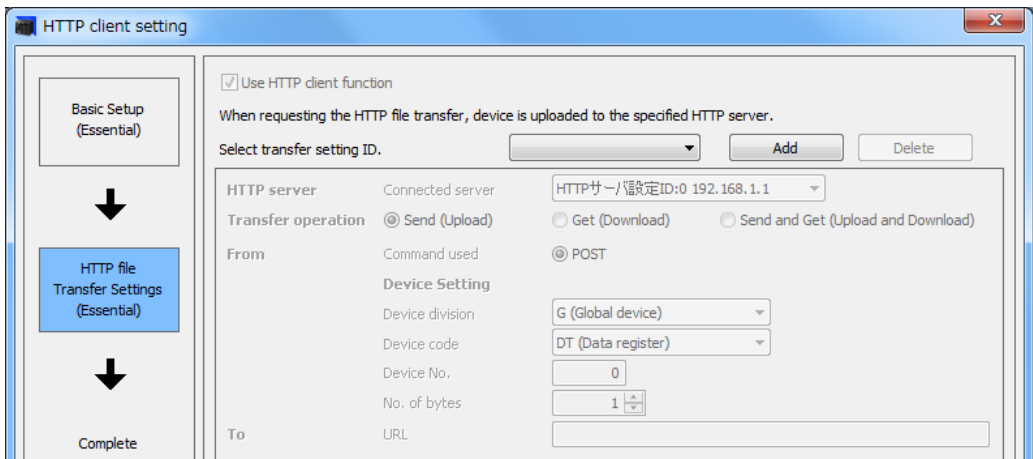 HTTP client setting
Basic Setup
(Essential)
HTTP file
Transfer Settings
(Essential)
Complete
Use HTTP client function
When requesting the HTTP file transfer, device is uploaded to the specified HTTP server.
Select transfer setting ID. Add Delete
HTTP server Connected server HTTPサーバ設定ID:0 192.168.1.1
Transfer operation Send (Upload) Get (Download) Send and Get (Upload and Download)
From Command used POST
Device Setting
Device division G (Global device)
Device code DT (Data register)
Device No. 0
No. of bytes 1
To URL